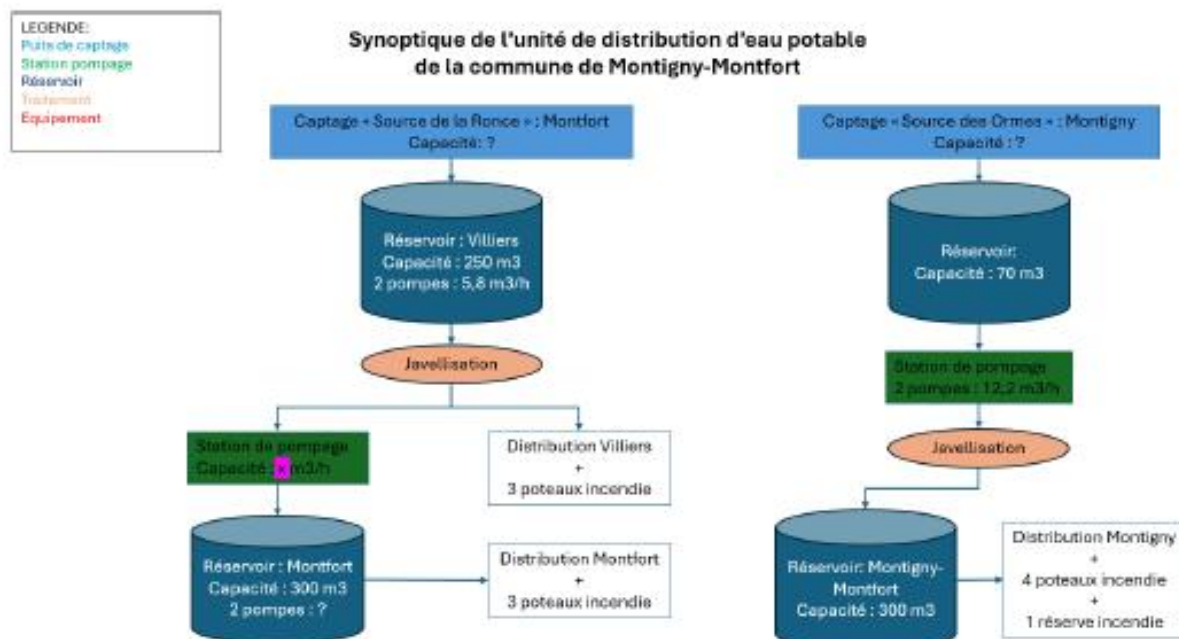 LEGENDE:
Puits de captage
Station pompage
Réservoir
Traitement
Equipement
Synoptique de l'unité de distribution d'eau potable
de la commune de Montigny-Montfort
Captage « Source de la Ronce » : Montfort
Capacité: ?
Captage « Source des Ormes » : Montigny
Capacité : ?
Réservoir : Villiers
Capacité : 250 m3
2 pompes : 5,8 m3/h
Réservoir:
Capacité : 70 m3
Javellisation
Station de pompage
2 pompes : 12,2 m3/h
Station de pompage
Capacité : x m3/h
Distribution Villiers
+
3 poteaux incendie
Javellisation
Réservoir : Montfort
Capacité : 300 m3
2 pompes : ?
Distribution Montfort
+
3 poteaux incendie
Réservoir: Montigny-
Montfort
Capacité : 300 m3
Distribution Montigny
+
4 poteaux incendie
+
1 réserve incendie